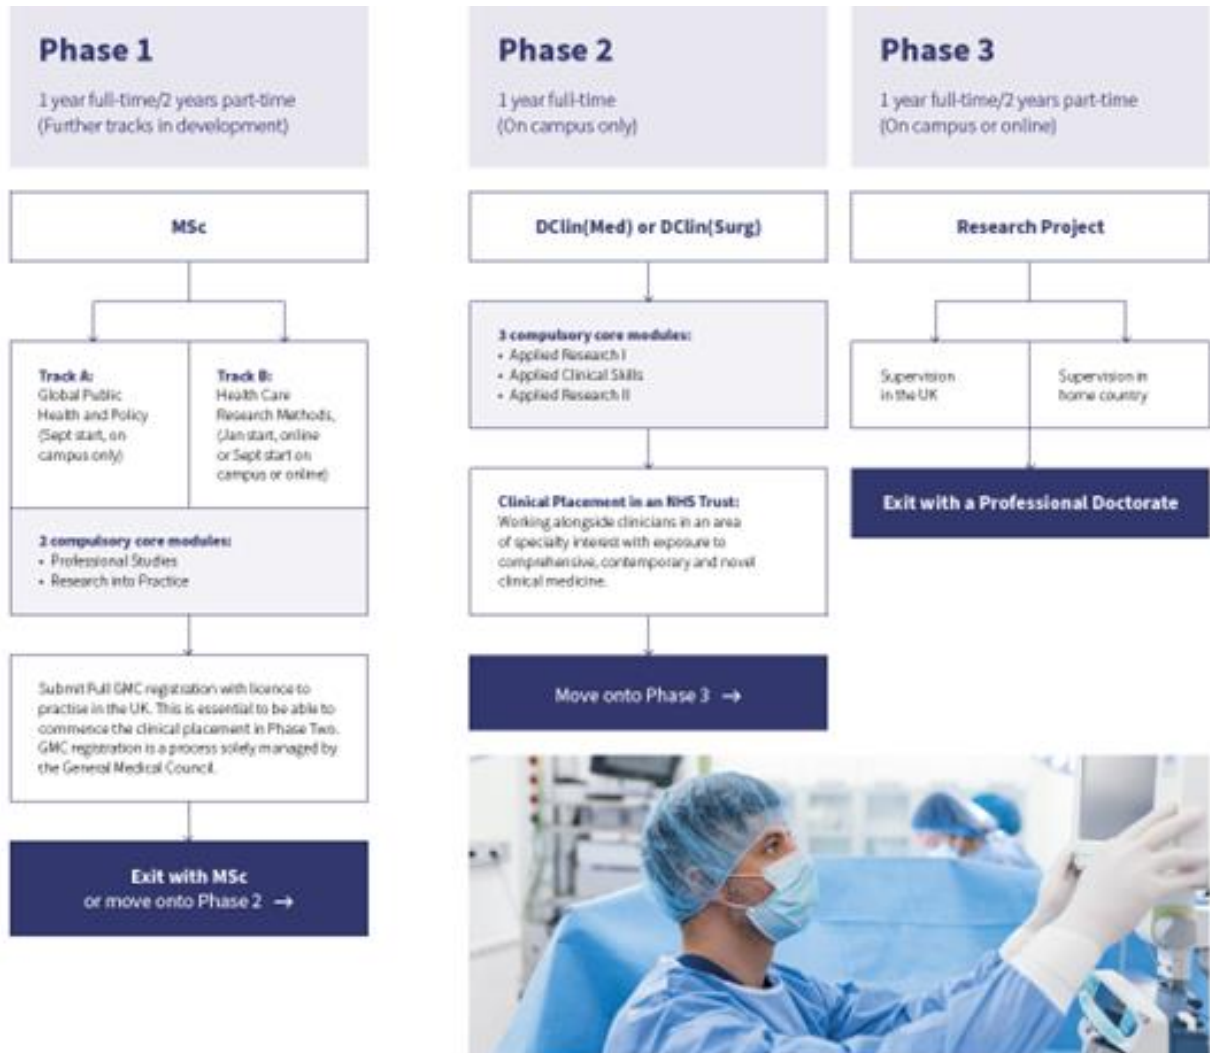 Phase 1
1 year full-time/2 years part-time
(Further tracks in development)
MSc
Track A:
Global Public
Health and Policy
(Sept start, on
campus only)
Track B:
Health Care
Research Methods,
(Jan start, online
or Sept start on
campus or online)
2 compulsory core modules:
• Professional Studies
• Research into Practice
Submit Full GMC registration with licence to
practise in the UK. This is essential to be able to
commence the clinical placement in Phase Two.
GMC registration is a process solely managed by
the General Medical Council.
Exit with MSc
or move onto Phase 2 →
Phase 2
1 year full-time
(On campus only)
DClin(Med) or DClin(Surg)
3 compulsory core modules:
• Applied Research I
• Applied Clinical Skills
• Applied Research II
Clinical Placement in an NHS Trust:
Working alongside clinicians in an area
of specialty interest with exposure to
comprehensive, contemporary and novel
clinical medicine.
Move onto Phase 3 →
Phase 3
1 year full-time/2 years part-time
(On campus or online)
Research Project
Supervision
in the UK
Supervision in
home country
Exit with a Professional Doctorate